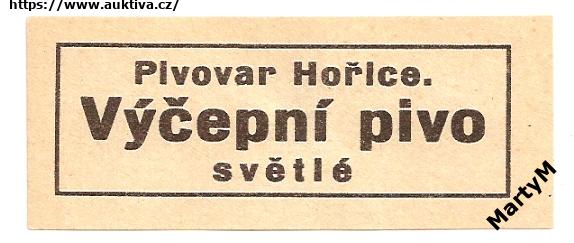 https://www.auktiva.cz/
Pivovar Hořice.
Výčepní pivo
světlé
MartyM